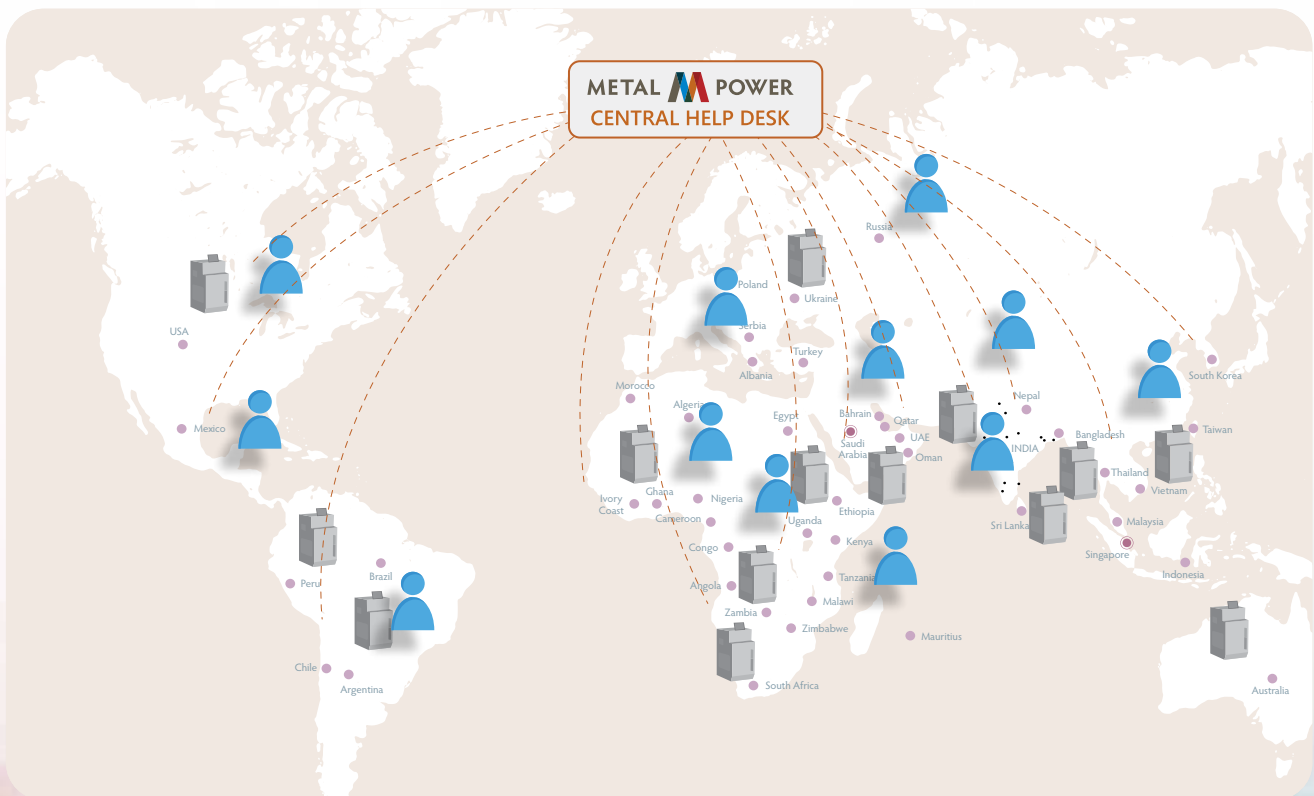 METAL POWER
CENTRAL HELP DESK
Russia
Poland
Ukraine
Serbia
USA
Turkey
Albania
South Korea
Morocco
Algeria
Egypt
Bahrain
Qatar
Nepal
Mexico
Saudi
Arabia
UAE
Oman
INDIA
Bangladesh
Taiwan
Thailand
Vietnam
Ivory
Coast
Ghana
Nigeria
Cameroon
Uganda
Ethiopia
Sri Lanka
Malaysia
Congo
Kenya
Singapore
Indonesia
Peru
Brazil
Angola
Tanzania
Malawi
Zambia
Zimbabwe
Mauritius
Chile
Argentina
South Africa
Australia